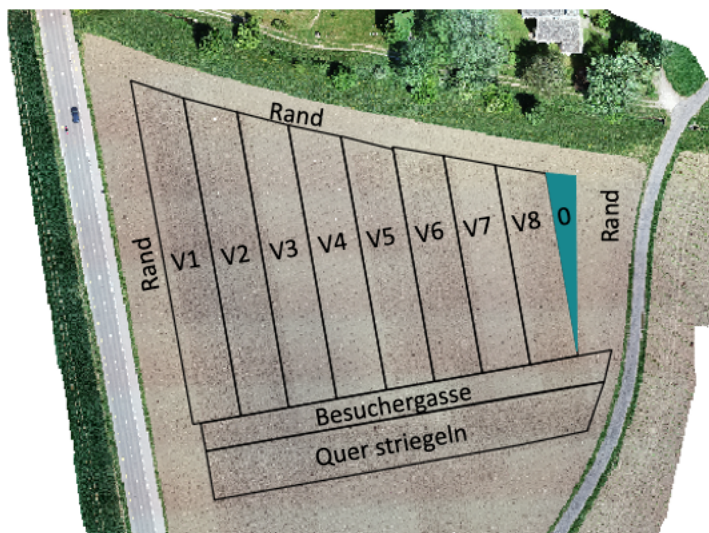 Rand
Rand
V1
V2
V3
V4
V5
V6
V7
V8
0
Rand
Besuchergasse
Quer striegeln